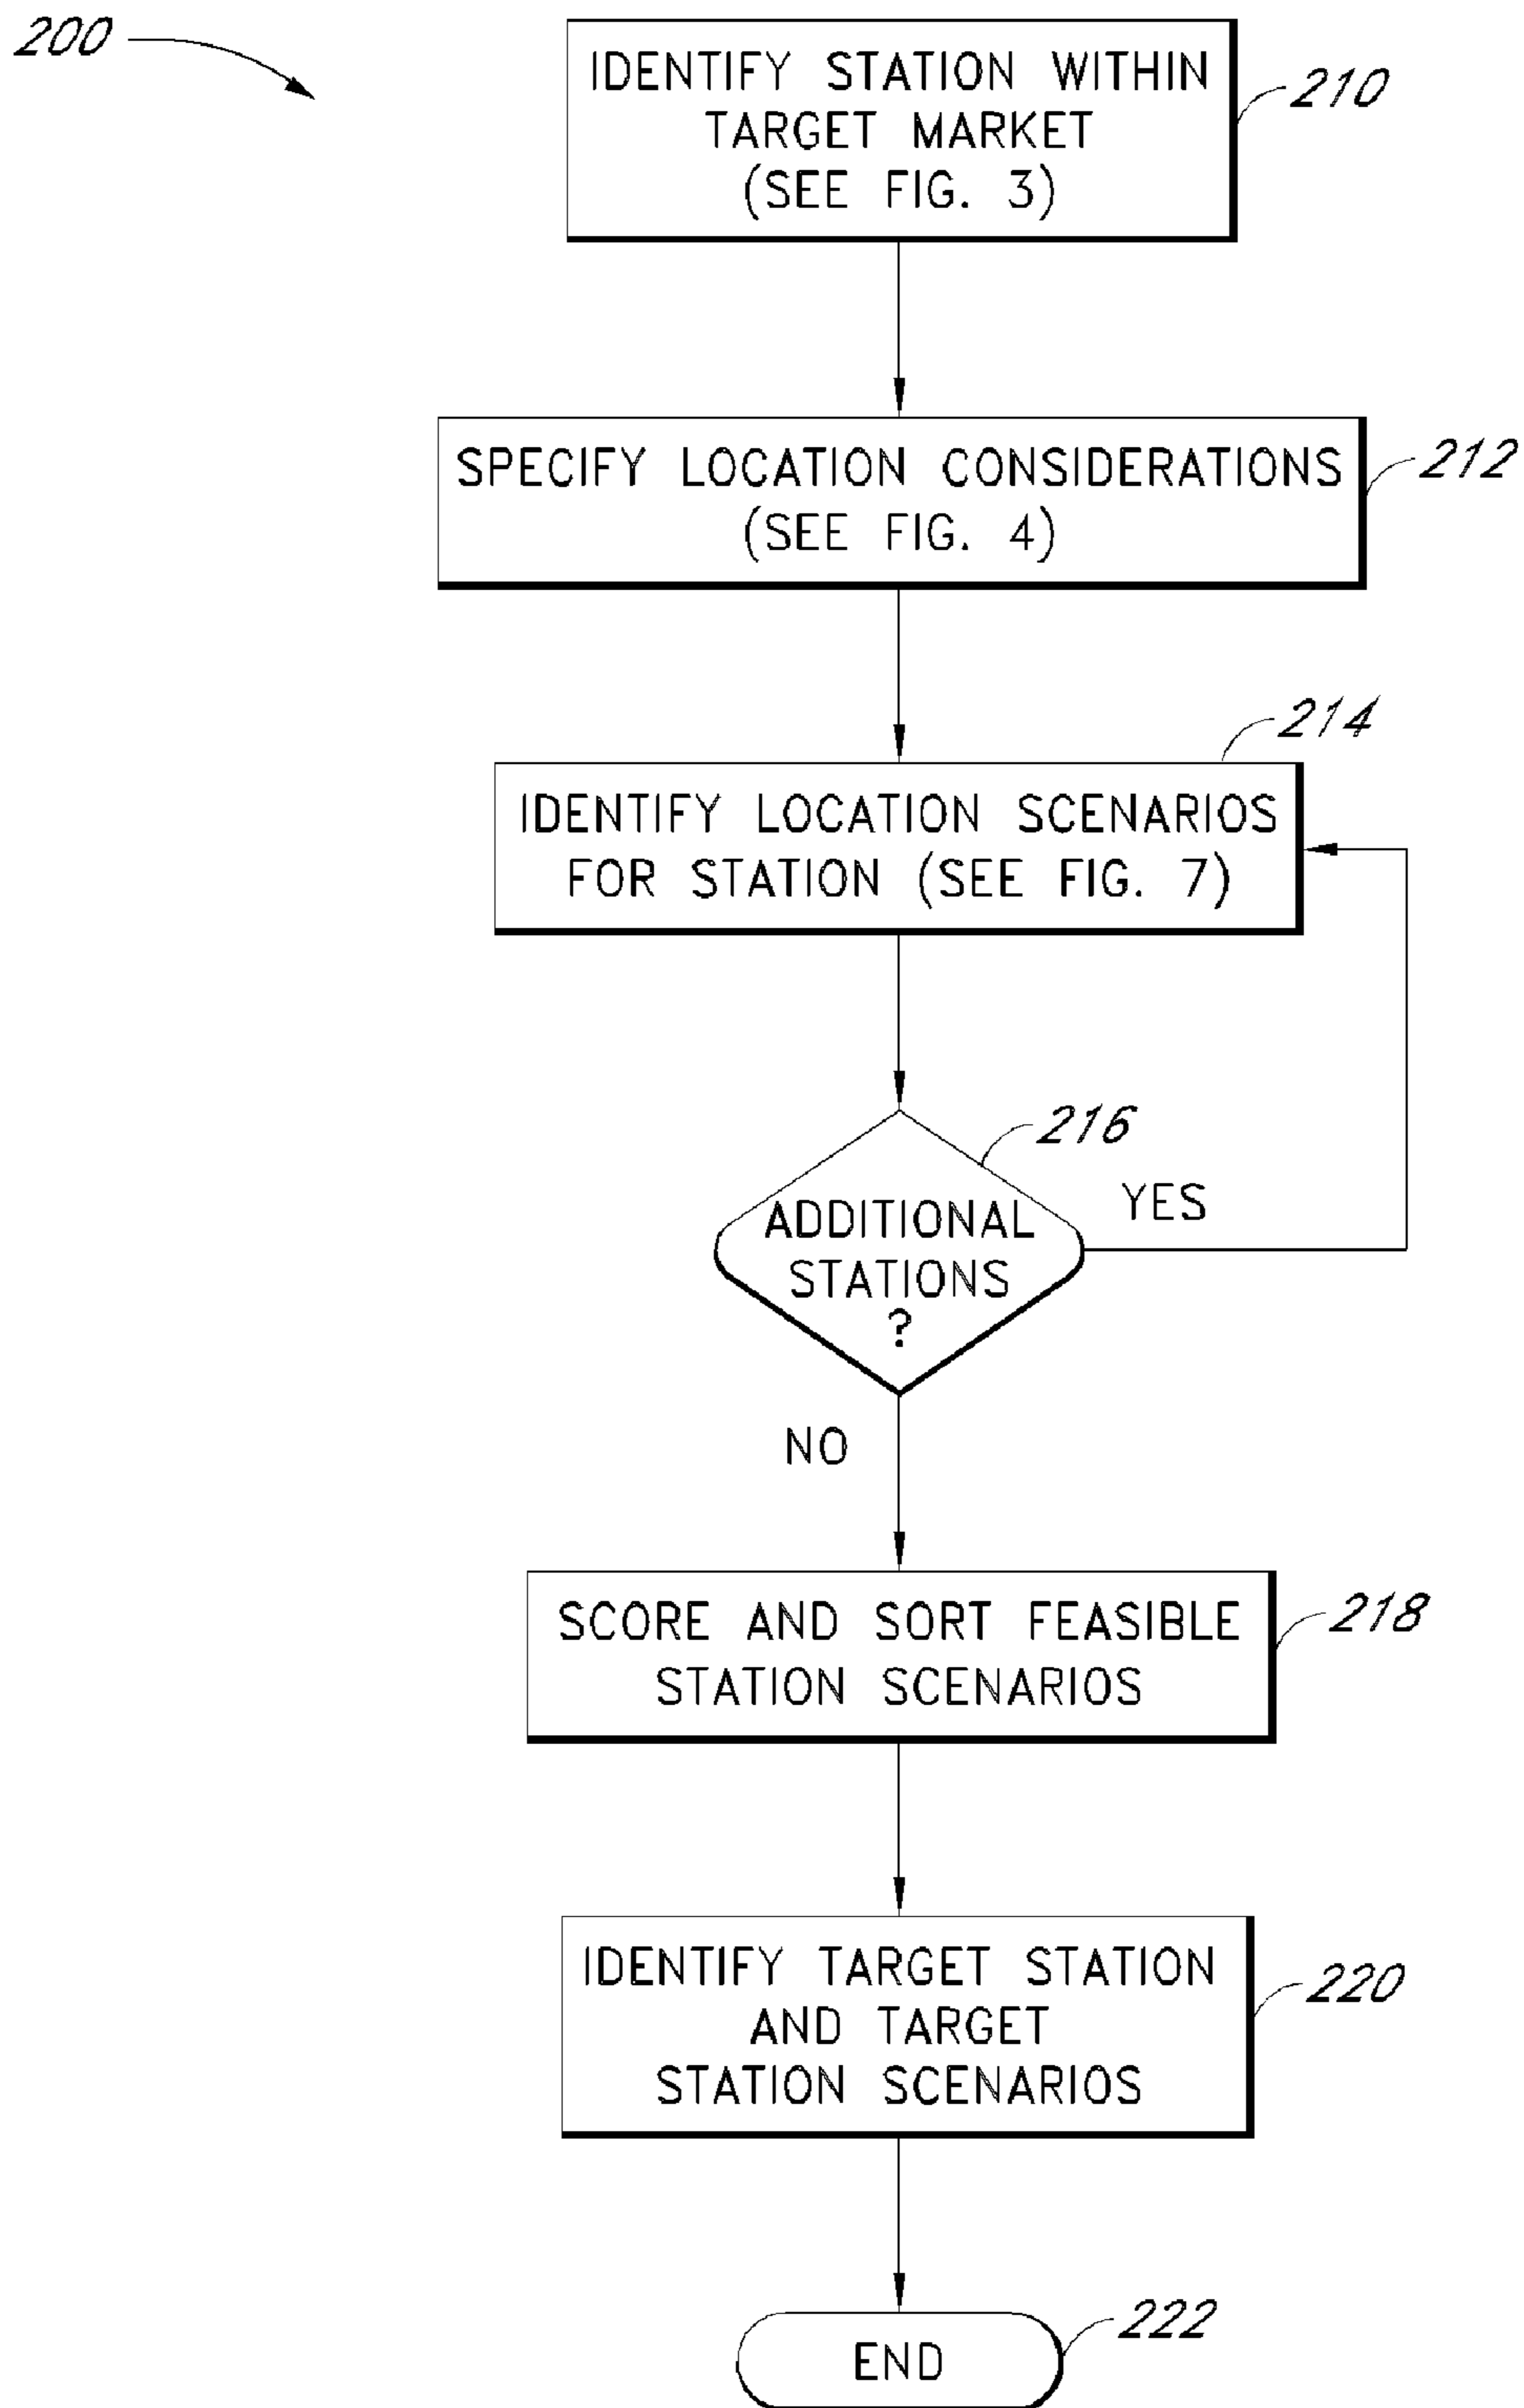 200
IDENTIFY STATION WITHIN
TARGET MARKET
(SEE FIG. 3)
210
SPECIFY LOCATION CONSIDERATIONS
(SEE FIG. 4)
212
214
IDENTIFY LOCATION SCENARIOS
FOR STATION (SEE FIG. 7)
216
ADDITIONAL
STATIONS
?
YES
NO
SCORE AND SORT FEASIBLE
STATION SCENARIOS
218
IDENTIFY TARGET STATION
AND TARGET
STATION SCENARIOS
220
END
222